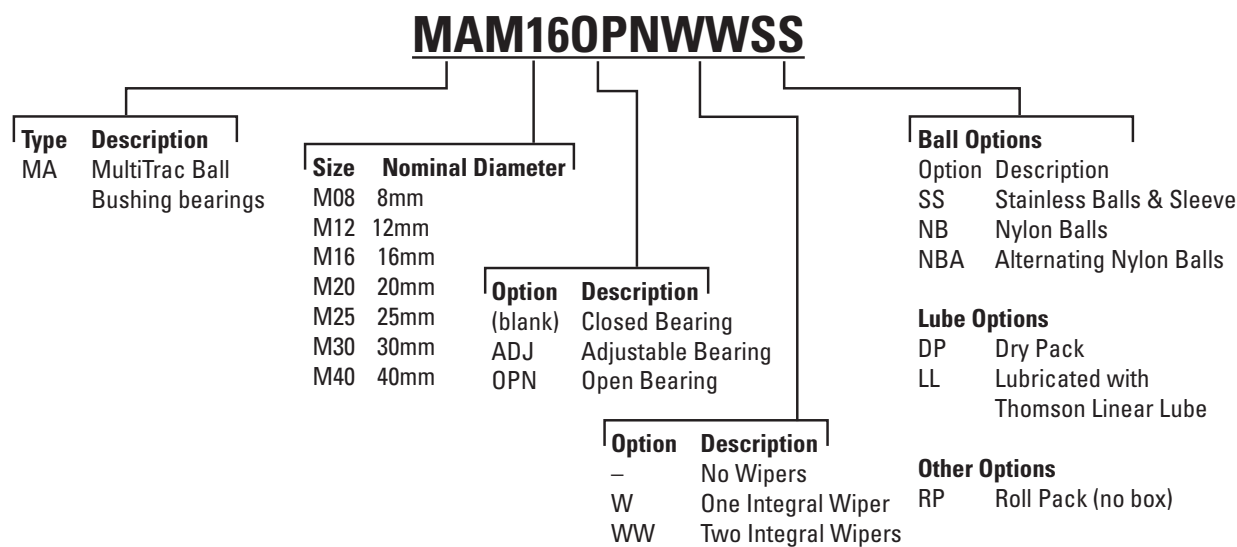 MAM16OPNWWSS
Type Description
MA MultiTrac Ball
Bushing bearings
Size Nominal Diameter
M08 8mm
M12 12mm
M16 16mm
M20 20mm
M25 25mm
M30 30mm
M40 40mm
Option Description
(blank) Closed Bearing
ADJ Adjustable Bearing
OPN Open Bearing
Option Description
– No Wipers
W One Integral Wiper
WW Two Integral Wipers
Ball Options
Option Description
SS Stainless Balls & Sleeve
NB Nylon Balls
NBA Alternating Nylon Balls
Lube Options
DP Dry Pack
LL Lubricated with
Thomson Linear Lube
Other Options
RP Roll Pack (no box)